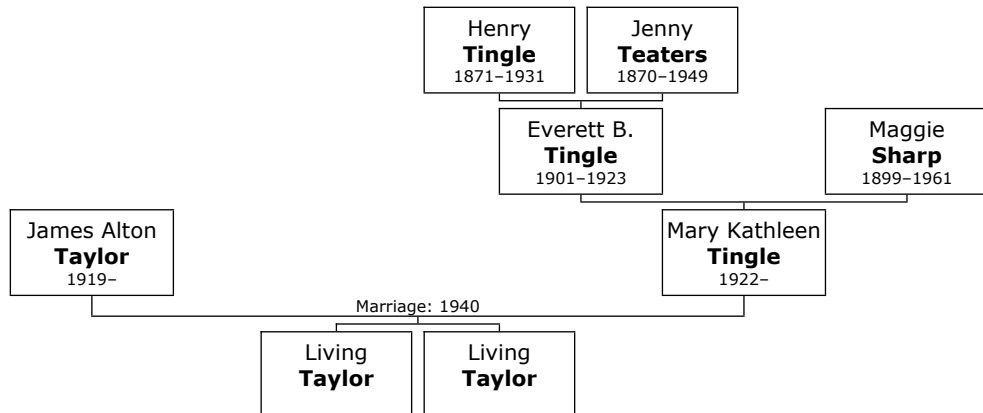 Henry
Tingle
1871–1931
Jenny
Teaters
1870–1949
Everett B.
Tingle
1901–1923
Maggie
Sharp
1899–1961
James Alton
Taylor
1919–
Mary Kathleen
Tingle
1922–
Marriage: 1940
Living
Taylor
Living
Taylor